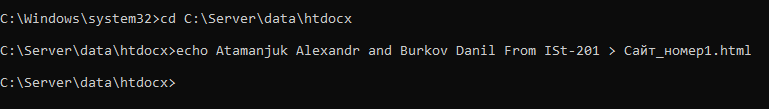 C:\Windows\system32>cd C:\Server\data\htdocx
C:\Server\data\htdocx>echo Atamanjuk Alexandr and Burkov Danil From ISt-201 > Сайт_номер1.html
C:\Server\data\htdocx>